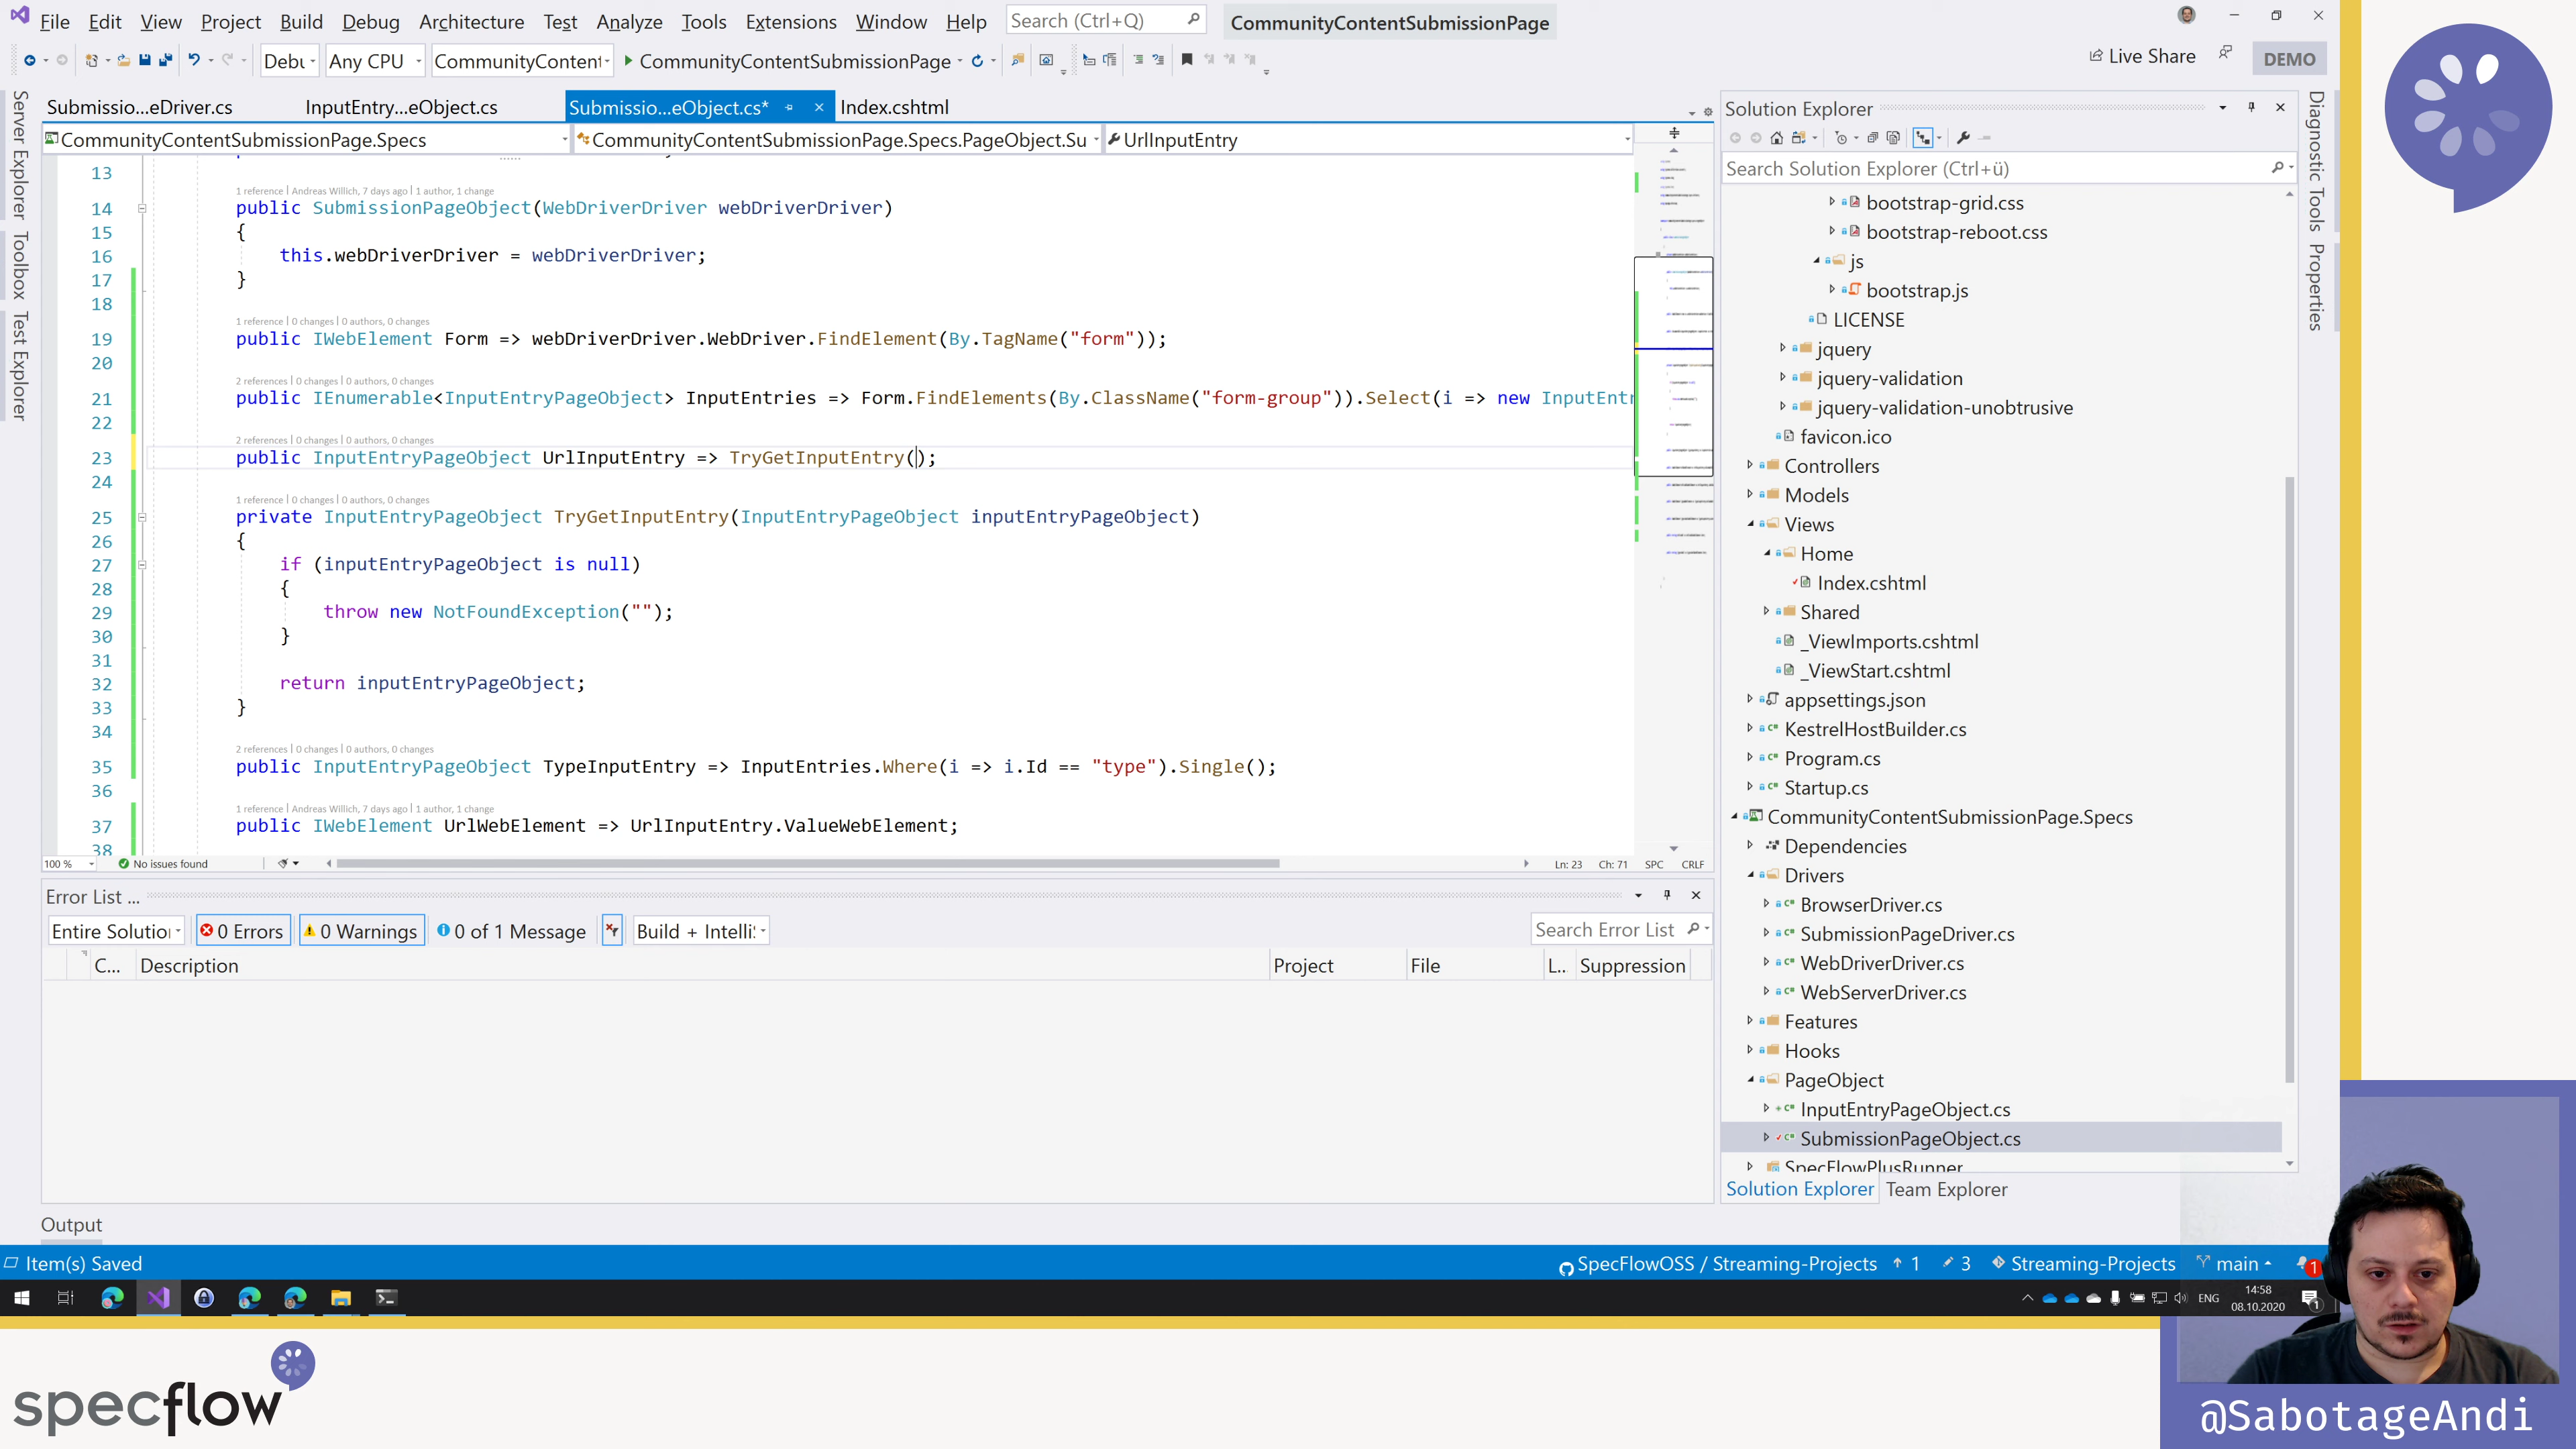 File Edit View Project Build Debug Team Architecture Test Analyze Tools Extensions Window Help Search (Ctrl+Q) CommunityContentSubmissionPage
Debu Any CPU CommunityConten CommunityContentSubmissionPage Live Share DEMO
Submissio...eDriver.cs InputEntry...eObject.cs Submissio...eObject.cs* Index.cshtml
CommunityContentSubmissionPage.Specs CommunityContentSubmissionPage.Specs.PageObject.Su UrlInputEntry
Server Explorer
Toolbox
Test Explorer
13
1 reference | Andreas Willich, 7 days ago | 1 author, 1 change
14 public SubmissionPageObject(WebDriverDriver webDriverDriver)
15 {
16 this.webDriverDriver = webDriverDriver;
17 }
18
1 reference | 0 changes | 0 authors, 0 changes
19 public IWebElement Form => webDriverDriver.WebDriver.FindElement(By.TagName("form"));
20
2 references | 0 changes | 0 authors, 0 changes
21 public IEnumerable<InputEntryPageObject> InputEntries => Form.FindElements(By.ClassName("form-group")).Select(i => new InputEntr
22
2 references | 0 changes | 0 authors, 0 changes
23 public InputEntryPageObject UrlInputEntry => TryGetInputEntry();
24
1 reference | 0 changes | 0 authors, 0 changes
25 private InputEntryPageObject TryGetInputEntry(InputEntryPageObject inputEntryPageObject)
26 {
27 if (inputEntryPageObject is null)
28 {
29 throw new NotFoundException("");
30 }
31
32 return inputEntryPageObject;
33 }
34
2 references | 0 changes | 0 authors, 0 changes
35 public InputEntryPageObject TypeInputEntry => InputEntries.Where(i => i.Id == "type").Single();
36
1 reference | Andreas Willich, 7 days ago | 1 author, 1 change
37 public IWebElement UrlWebElement => UrlInputEntry.ValueWebElement;
38
100 % No issues found Ln: 23 Ch: 71 SPC CRLF
Error List ...
Entire Solutio 0 Errors 0 Warnings 0 of 1 Message Build + Intelli Search Error List
C... Description Project File L.. Suppression
Output
Solution Explorer
Search Solution Explorer (Ctrl+ü)
bootstrap-grid.css
bootstrap-reboot.css
js
bootstrap.js
LICENSE
jquery
jquery-validation
jquery-validation-unobtrusive
favicon.ico
Controllers
Models
Views
Home
Index.cshtml
Shared
_ViewImports.cshtml
_ViewStart.cshtml
appsettings.json
KestrelHostBuilder.cs
Program.cs
Startup.cs
CommunityContentSubmissionPage.Specs
Dependencies
Drivers
BrowserDriver.cs
SubmissionPageDriver.cs
WebDriverDriver.cs
WebServerDriver.cs
Features
Hooks
PageObject
InputEntryPageObject.cs
SubmissionPageObject.cs
SpecFlowPlusRunner
Solution Explorer Team Explorer
Diagnostic Tools
Properties
Item(s) Saved SpecFlowOSS / Streaming-Projects 1 3 Streaming-Projects main 1
ENG 14:58
08.10.2020 1
specflow
@SabotageAndi